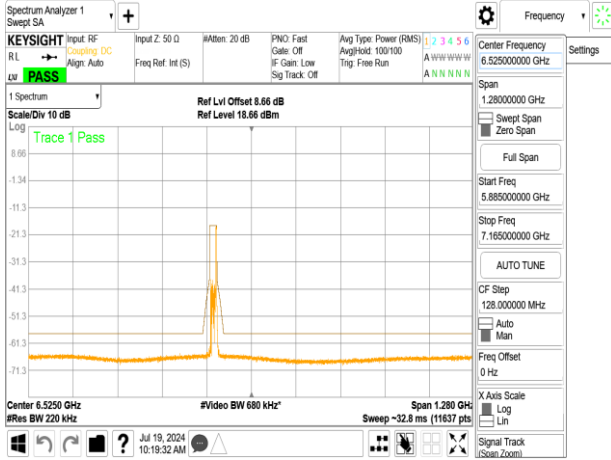 Spectrum Analyzer 1
Swept SA
Frequency
Settings
KEYSIGHT
RL
LXI
PASS
Input: RF
Coupling: DC
Align: Auto
Input Z: 50 Ω
Freq Ref: Int (S)
#Atten: 20 dB
PNO: Fast
Gate: Off
IF Gain: Low
Sig Track: Off
Avg Type: Power (RMS)
Avg|Hold: 100/100
Trig: Free Run
1 2 3 4 5 6
A W W W W W
A N N N N N
1 Spectrum
Scale/Div 10 dB
Ref Lvl Offset 8.66 dB
Ref Level 18.66 dBm
Log
Trace 1 Pass
8.66
-1.34
-11.3
-21.3
-31.3
-41.3
-51.3
-61.3
-71.3
Center 6.5250 GHz
#Video BW 680 kHz*
Span 1.280 GHz
#Res BW 220 kHz
Sweep ~32.8 ms (11637 pts
Jul 19, 2024
10:19:32 AM
Center Frequency
6.525000000 GHz
Span
1.28000000 GHz
Swept Span
Zero Span
Full Span
Start Freq
5.885000000 GHz
Stop Freq
7.165000000 GHz
AUTO TUNE
CF Step
128.000000 MHz
Auto
Man
Freq Offset
0 Hz
X Axis Scale
Log
Lin
Signal Track
(Span Zoom)